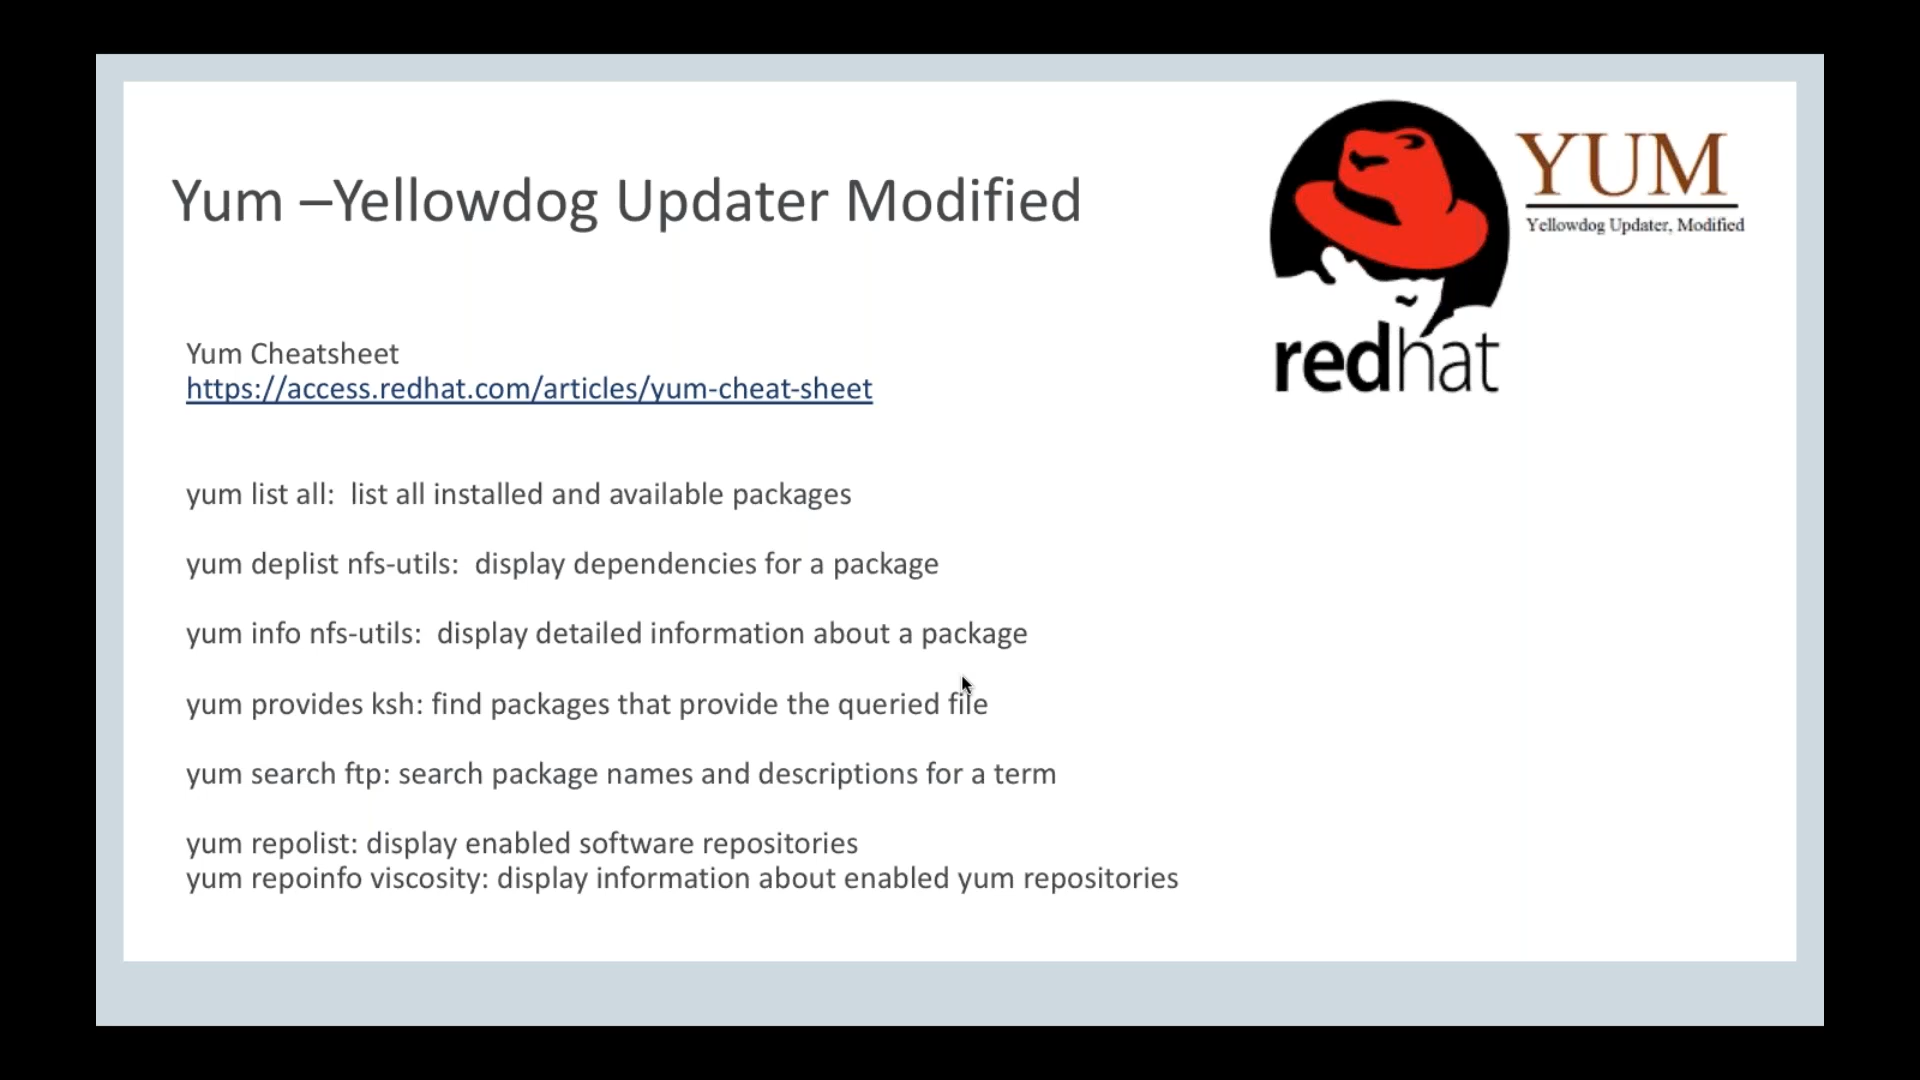 Yum –Yellowdog Updater Modified
YUM
Yellowdog Updater, Modified
redhat
Yum Cheatsheet
https://access.redhat.com/articles/yum-cheat-sheet
yum list all:  list all installed and available packages
yum deplist nfs-utils:  display dependencies for a package
yum info nfs-utils:  display detailed information about a package
yum provides ksh: find packages that provide the queried file
yum search ftp: search package names and descriptions for a term
yum repolist: display enabled software repositories
yum repoinfo viscosity: display information about enabled yum repositories